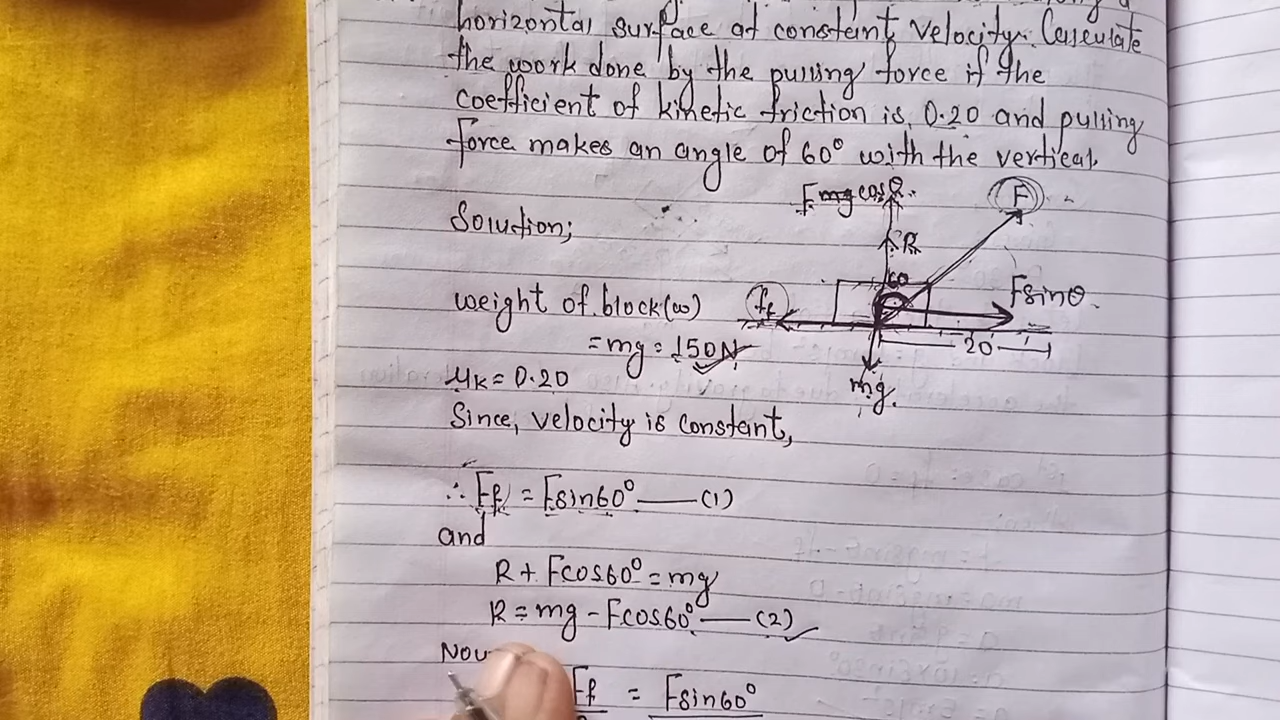 horizontal surface at constant velocity. Calculate
the work done by the pulling force if the
coefficient of kinetic friction is 0.20 and pulling
force makes an angle of 60° with the vertical.
Fmgcosθ.
F
Solution;
R
60
Fsinθ.
weight of block(w)
ff
= mg = 150N
20
μK = 0.20
mg.
Since, velocity is constant,
∴ Ff = Fsin60° —— (1)
and
R + Fcos60° = mg
R = mg - Fcos60° —— (2)
Now
Ff = Fsin60°